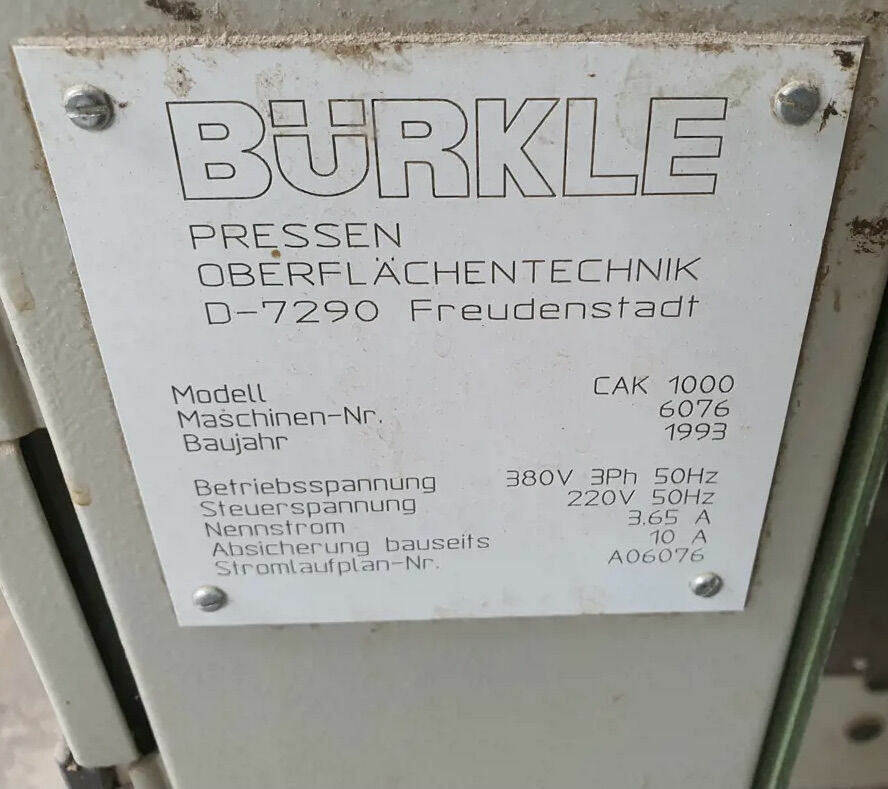 BÜRKLE
PRESSEN
OBERFLÄCHENTECHNIK
D-7290 Freudenstadt
Modell CAK 1000
Maschinen-Nr. 6076
Baujahr 1993
Betriebsspannung 380V 3Ph 50Hz
Steuerspannung 220V 50Hz
Nennstrom 3.65 A
Absicherung bauseits 10 A
Stromlaufplan-Nr. A06076